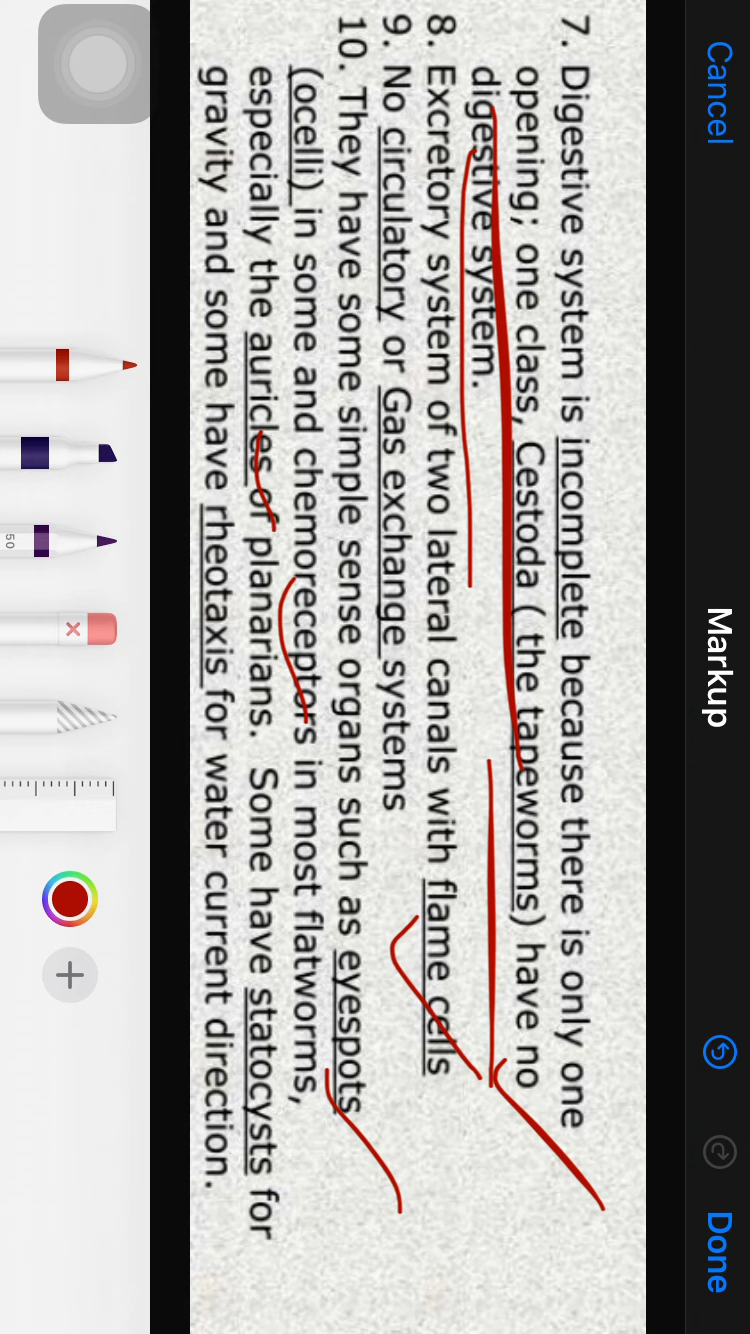 Cancel
Markup
Done
7. Digestive system is incomplete because there is only one
opening; one class, Cestoda ( the tapeworms) have no
digestive system.
8. Excretory system of two lateral canals with flame cells
9. No circulatory or Gas exchange systems
10. They have some simple sense organs such as eyespots
(ocelli) in some and chemoreceptors in most flatworms,
especially the auricles of planarians. Some have statocysts for
gravity and some have rheotaxis for water current direction.
50